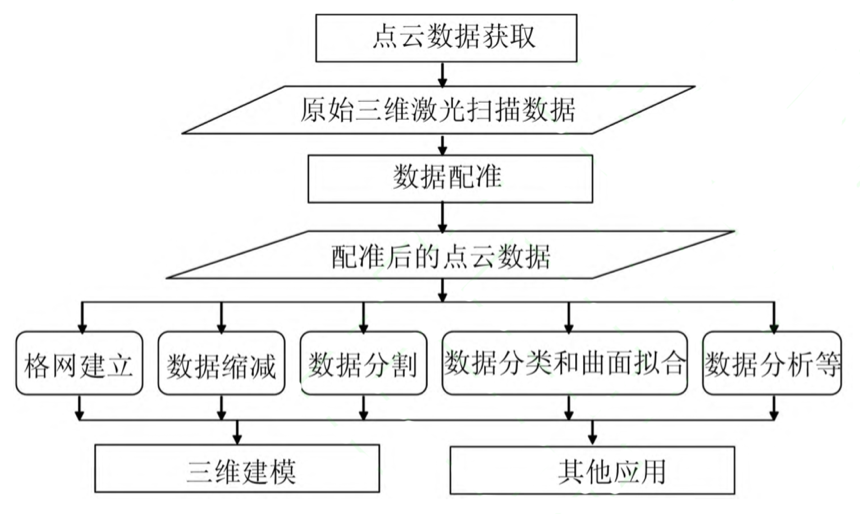 点云数据获取
原始三维激光扫描数据
数据配准
配准后的点云数据
格网建立
数据缩减
数据分割
数据分类和曲面拟合
数据分析等
三维建模
其他应用